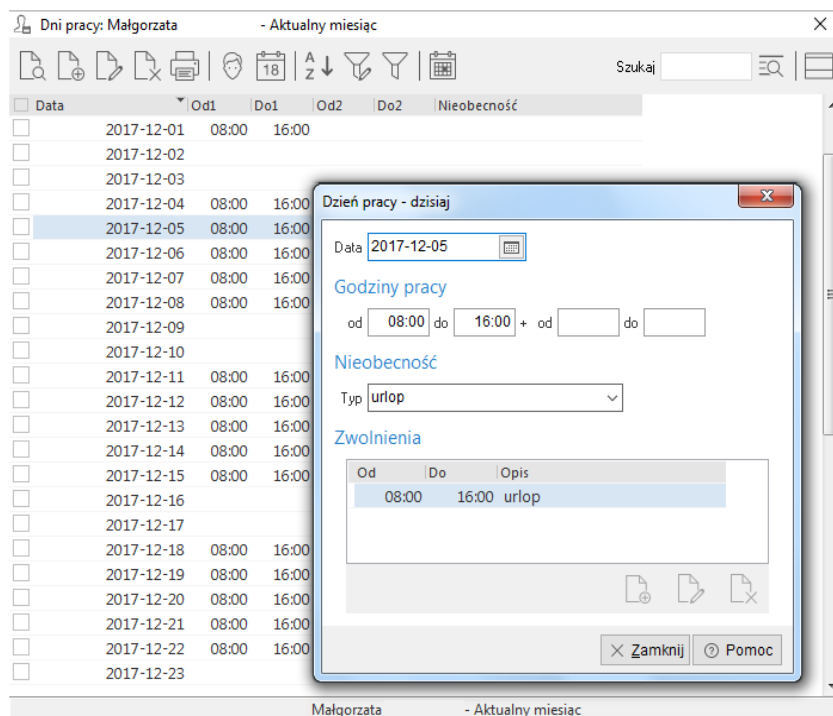 Dni pracy: Małgorzata - Aktualny miesiąc
18 A Z Szukaj
Data Od1 Do1 Od2 Do2 Nieobecność
2017-12-01 08:00 16:00
2017-12-02
2017-12-03
2017-12-04 08:00 16:00
2017-12-05 08:00 16:00
2017-12-06 08:00 16:00
2017-12-07 08:00 16:00
2017-12-08 08:00 16:00
2017-12-09
2017-12-10
2017-12-11 08:00 16:00
2017-12-12 08:00 16:00
2017-12-13 08:00 16:00
2017-12-14 08:00 16:00
2017-12-15 08:00 16:00
2017-12-16
2017-12-17
2017-12-18 08:00 16:00
2017-12-19 08:00 16:00
2017-12-20 08:00 16:00
2017-12-21 08:00 16:00
2017-12-22 08:00 16:00
2017-12-23
Dzień pracy - dzisiaj
Data 2017-12-05
Godziny pracy
od 08:00 do 16:00 + od do
Nieobecność
Typ urlop
Zwolnienia
Od Do Opis
08:00 16:00 urlop
Zamknij Pomoc
Małgorzata - Aktualny miesiąc